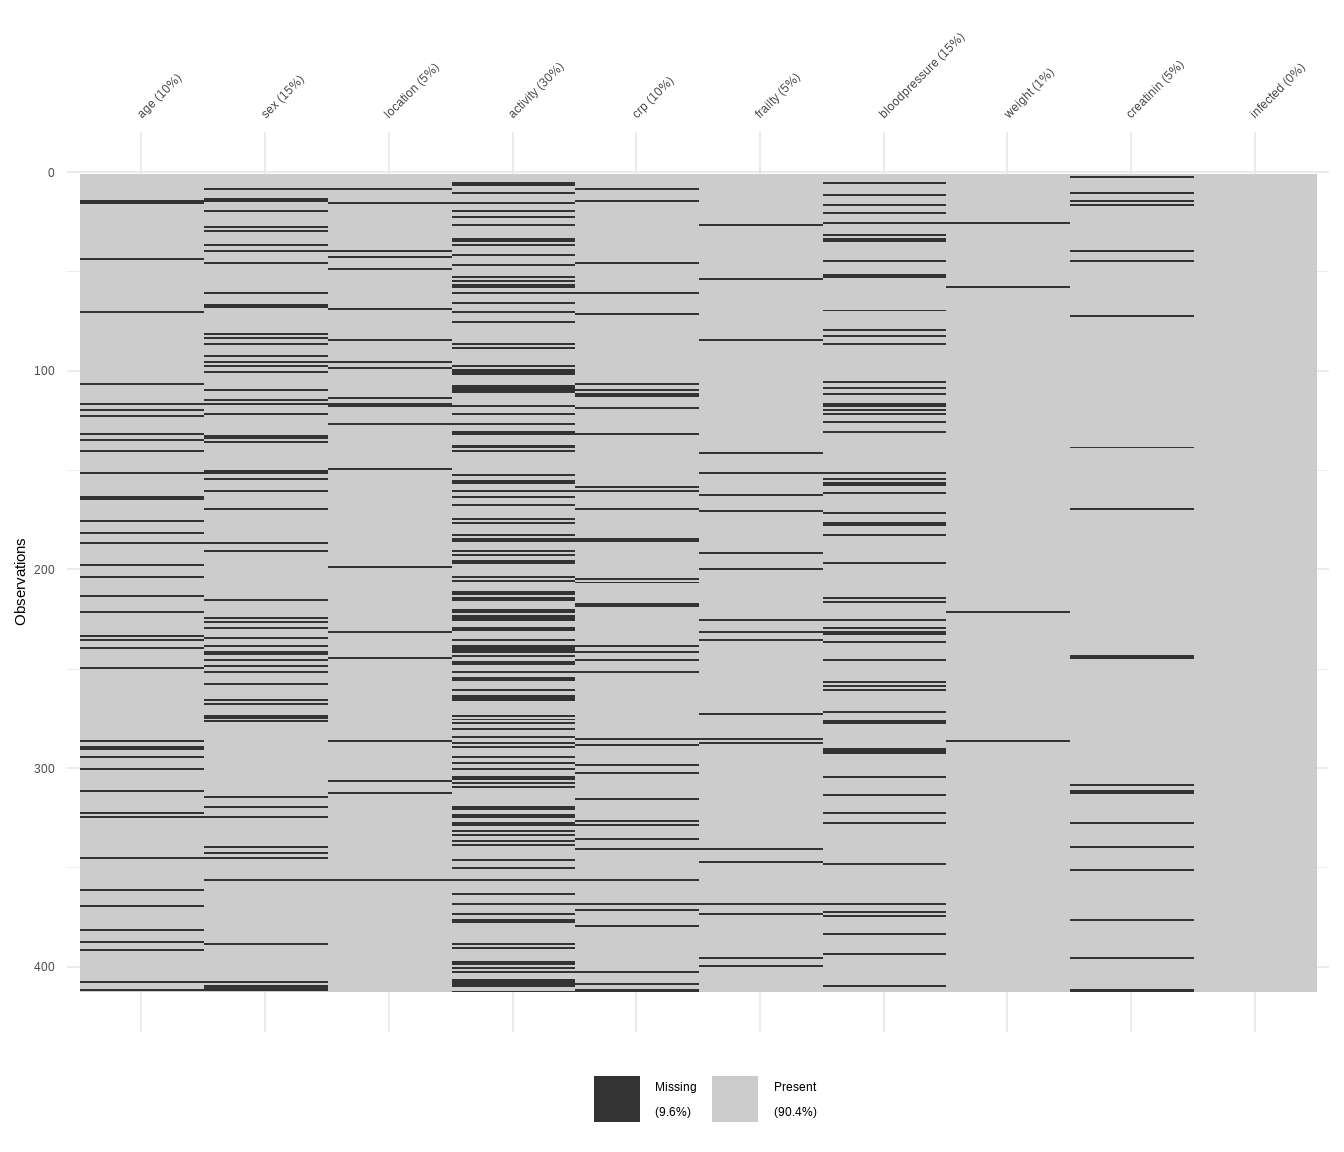 age (10%)
sex (15%)
location (5%)
activity (30%)
crp (10%)
frailty (5%)
bloodpressure (15%)
weight (1%)
creatinin (5%)
infected (0%)
0
100
200
300
400
Observations
Missing
(9.6%)
Present
(90.4%)